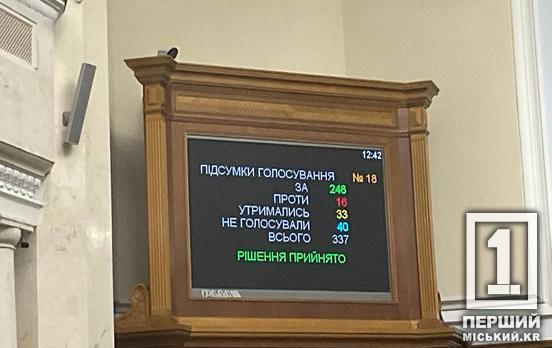 12:42
ПІДСУМКИ ГОЛОСУВАННЯ № 18
ЗА 248
ПРОТИ 16
УТРИМАЛИСЬ 33
НЕ ГОЛОСУВАЛИ 40
ВСЬОГО 337
РІШЕННЯ ПРИЙНЯТО
1
ПЕРШИЙ
МІСЬКИЙ.KR